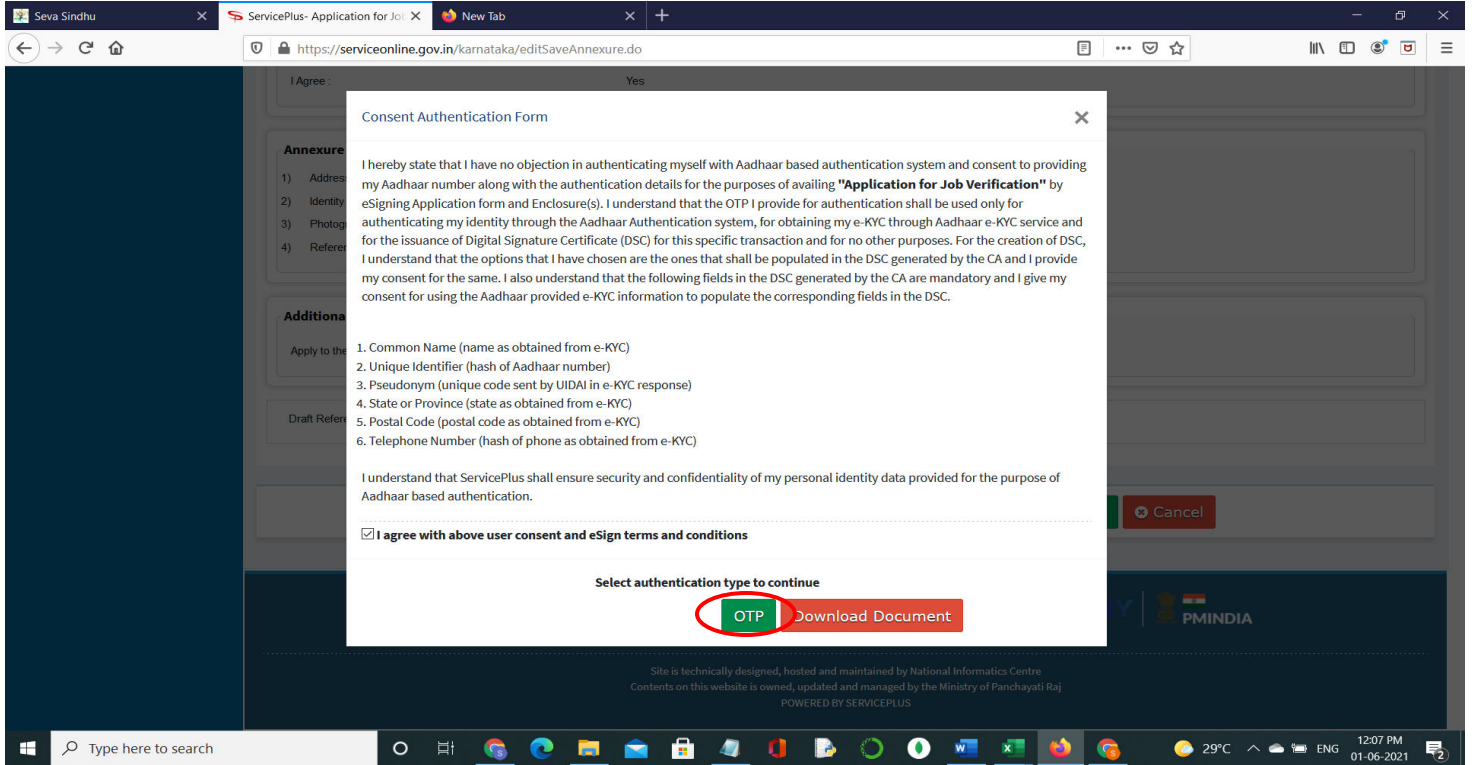 Seva Sindhu
ServicePlus- Application for Jo
New Tab
https://serviceonline.gov.in/karnataka/editSaveAnnexure.do
I Agree :
Yes
Consent Authentication Form
Annexure
1) Addres
2) Identity
3) Photog
4) Referen
I hereby state that I have no objection in authenticating myself with Aadhaar based authentication system and consent to providing
my Aadhaar number along with the authentication details for the purposes of availing "Application for Job Verification" by
eSigning Application form and Enclosure(s). I understand that the OTP I provide for authentication shall be used only for
authenticating my identity through the Aadhaar Authentication system, for obtaining my e-KYC through Aadhaar e-KYC service and
for the issuance of Digital Signature Certificate (DSC) for this specific transaction and for no other purposes. For the creation of DSC,
I understand that the options that I have chosen are the ones that shall be populated in the DSC generated by the CA and I provide
my consent for the same. I also understand that the following fields in the DSC generated by the CA are mandatory and I give my
consent for using the Aadhaar provided e-KYC information to populate the corresponding fields in the DSC.
Additiona
Apply to the
1. Common Name (name as obtained from e-KYC)
2. Unique Identifier (hash of Aadhaar number)
3. Pseudonym (unique code sent by UIDAI in e-KYC response)
4. State or Province (state as obtained from e-KYC)
5. Postal Code (postal code as obtained from e-KYC)
6. Telephone Number (hash of phone as obtained from e-KYC)
Draft Refere
I understand that ServicePlus shall ensure security and confidentiality of my personal identity data provided for the purpose of
Aadhaar based authentication.
Cancel
I agree with above user consent and eSign terms and conditions
Select authentication type to continue
OTP
Download Document
PMINDIA
Site is technically designed, hosted and maintained by National Informatics Centre
Contents on this website is owned, updated and managed by the Ministry of Panchayati Raj
POWERED BY SERVICEPLUS
Type here to search
29°C
ENG
12:07 PM
01-06-2021
2